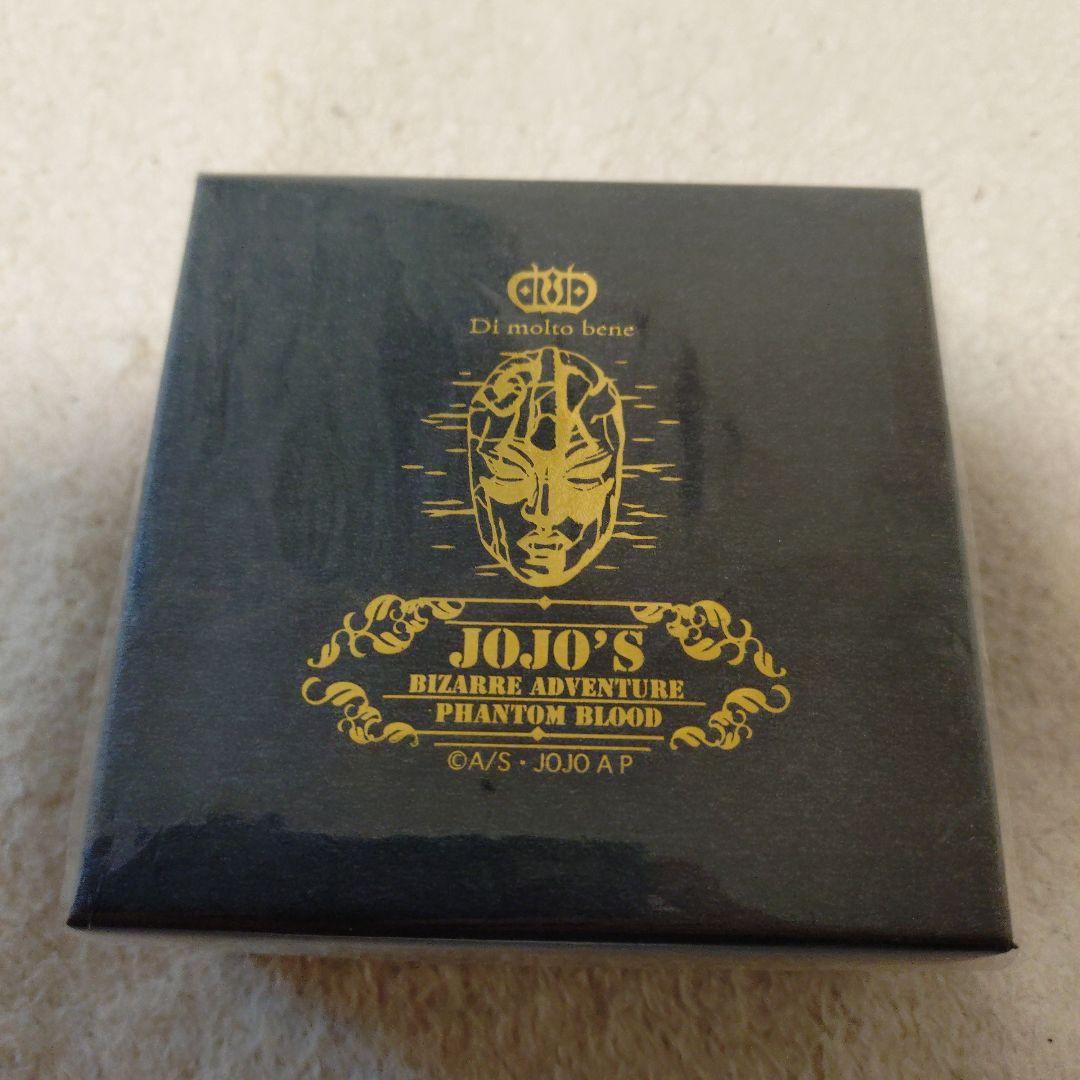 Di molto bene
JOJO'S
BIZARRE ADVENTURE
PHANTOM BLOOD
©A/S・JOJO A P